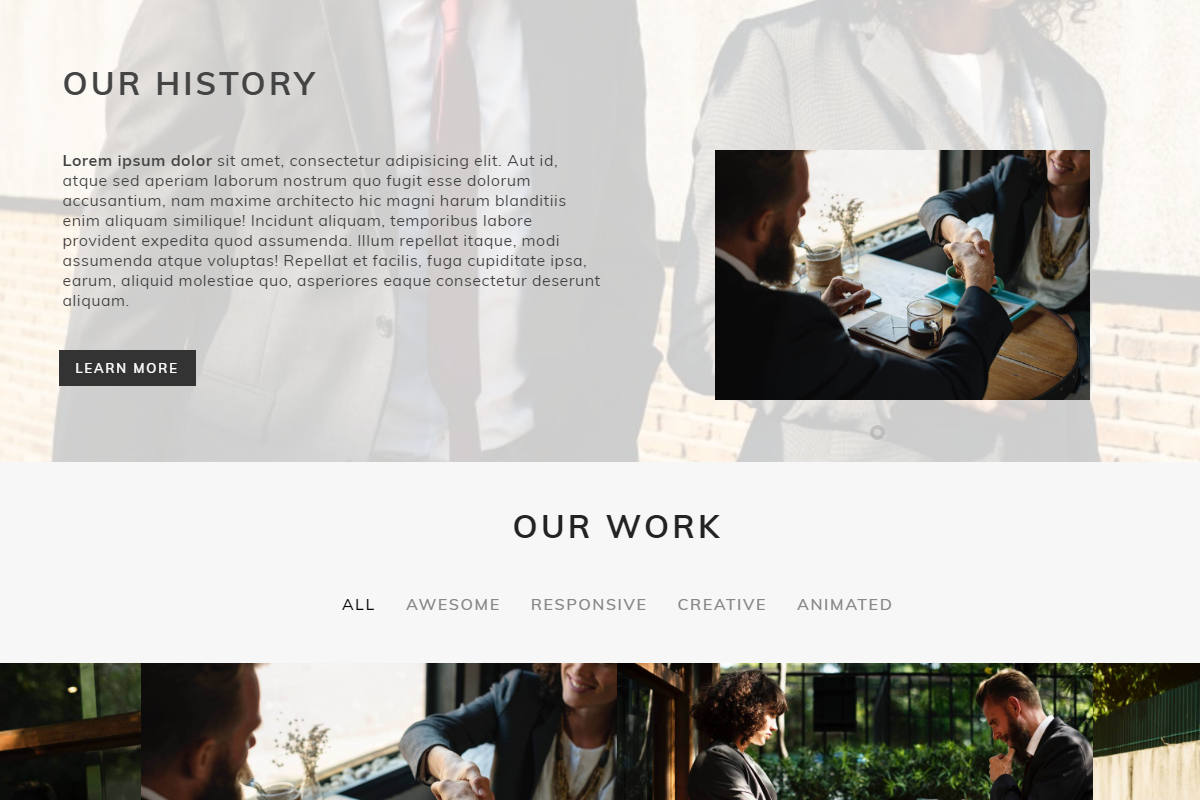 OUR HISTORY
Lorem ipsum dolor sit amet, consectetur adipisicing elit. Aut id,
atque sed aperiam laborum nostrum quo fugit esse dolorum
accusantium, nam maxime architecto hic magni harum blanditiis
enim aliquam similique! Incidunt aliquam, temporibus labore
provident expedita quod assumenda. Illum repellat itaque, modi
assumenda atque voluptas! Repellat et facilis, fuga cupiditate ipsa,
earum, aliquid molestiae quo, asperiores eaque consectetur deserunt
aliquam.
LEARN MORE
OUR WORK
ALL AWESOME RESPONSIVE CREATIVE ANIMATED